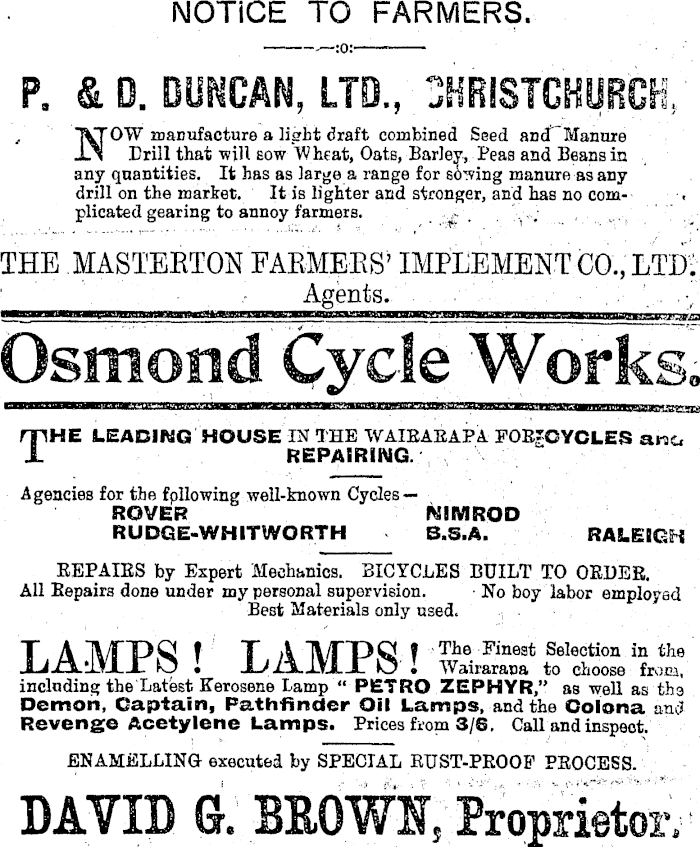 NOTICE TO FARMERS.
:o:
P. & D. DUNCAN, LTD., CHRISTCHURCH,
NOW manufacture a light draft combined Seed and Manure
Drill that will sow Wheat, Oats, Barley, Peas and Beans in
any quantities. It has as large a range for sowing manure as any
drill on the market. It is lighter and stronger, and has no com-
plicated gearing to annoy farmers.
THE MASTERTON FARMERS' IMPLEMENT CO., LTD.
Agents.
Osmond Cycle Works.
THE LEADING HOUSE IN THE WAIRARAPA FOR CYCLES and
REPAIRING.
Agencies for the following well-known Cycles—
ROVER NIMROD
RUDGE-WHITWORTH B.S.A. RALEIGH
REPAIRS by Expert Mechanics. BICYCLES BUILT TO ORDER.
All Repairs done under my personal supervision. No boy labor employed
Best Materials only used.
LAMPS! LAMPS! The Finest Selection in the
Wairarapa to choose from,
including the Latest Kerosene Lamp "PETRO ZEPHYR," as well as the
Demon, Captain, Pathfinder Oil Lamps, and the Colona and
Revenge Acetylene Lamps. Prices from 3/6. Call and inspect.
ENAMELLING executed by SPECIAL RUST-PROOF PROCESS.
DAVID G. BROWN, Proprietor.